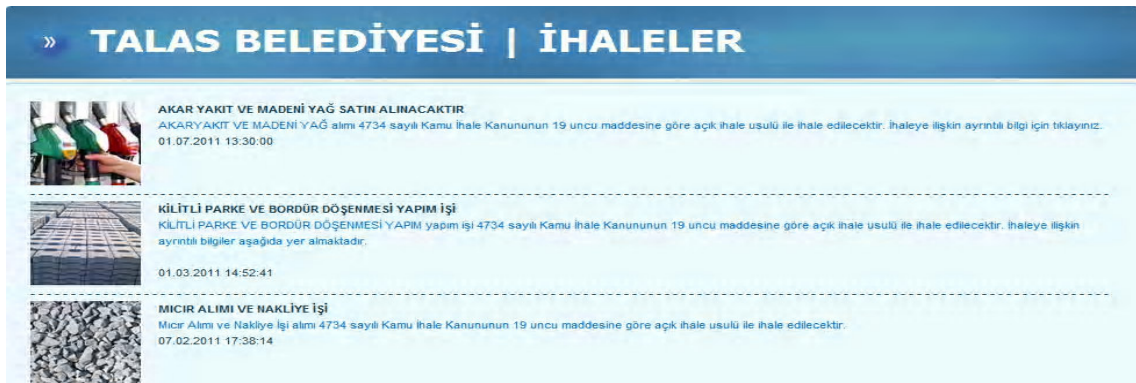 » TALAS BELEDİYESİ | İHALELER
AKAR YAKIT VE MADENİ YAĞ SATIN ALINACAKTIR
AKARYAKIT VE MADENİ YAĞ alımı 4734 sayılı Kamu İhale Kanununun 19 uncu maddesine göre açık ihale usulü ile ihale edilecektir. İhaleye ilişkin ayrıntılı bilgi için tıklayınız.
01.07.2011 13:30:00
KİLİTLİ PARKE VE BORDÜR DÖŞENMESİ YAPIM İŞİ
KİLİTLİ PARKE VE BORDÜR DÖŞENMESİ YAPIM yapım işi 4734 sayılı Kamu İhale Kanununun 19 uncu maddesine göre açık ihale usulü ile ihale edilecektir. İhaleye ilişkin
ayrıntılı bilgiler aşağıda yer almaktadır.
01.03.2011 14:52:41
MICIR ALIMI VE NAKLİYE İŞİ
Mıcır Alımı ve Nakliye İşi alımı 4734 sayılı Kamu İhale Kanununun 19 uncu maddesine göre açık ihale usulü ile ihale edilecektir.
07.02.2011 17:38:14